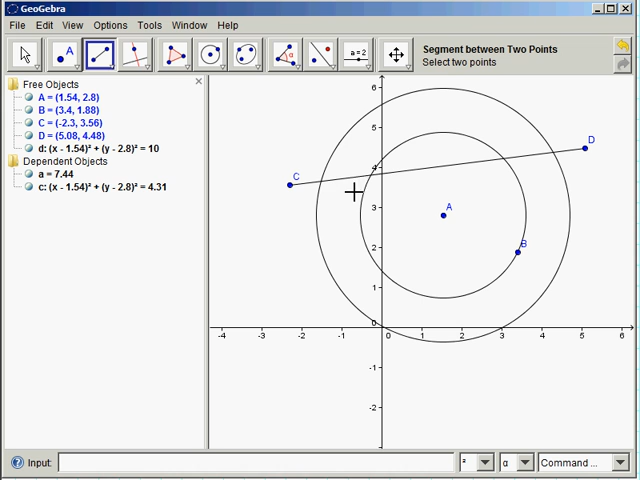 GeoGebra
File Edit View Options Tools Window Help
A
a = 2
Segment between Two Points
Select two points
Free Objects
A = (1.54, 2.8)
B = (3.4, 1.88)
C = (-2.3, 3.56)
D = (5.08, 4.48)
d: (x - 1.54)² + (y - 2.8)² = 10
Dependent Objects
a = 7.44
c: (x - 1.54)² + (y - 2.8)² = 4.31
6
5
D
4
C
3
A
B
2
1
0
-4 -3 -2 -1 0 1 2 3 4 5 6
-1
-2
Input:
²
α
Command ...